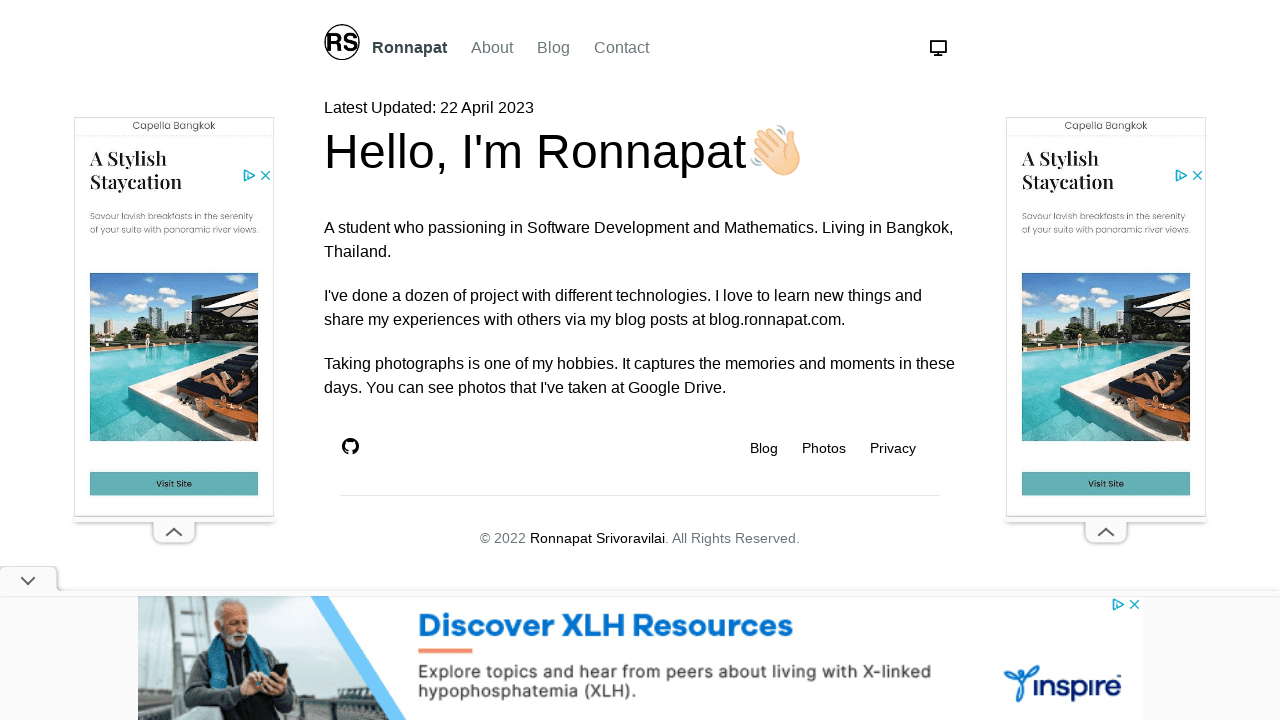 RS Ronnapat About Blog Contact
Latest Updated: 22 April 2023
Hello, I'm Ronnapat
A student who passioning in Software Development and Mathematics. Living in Bangkok,
Thailand.
I've done a dozen of project with different technologies. I love to learn new things and
share my experiences with others via my blog posts at blog.ronnapat.com.
Taking photographs is one of my hobbies. It captures the memories and moments in these
days. You can see photos that I've taken at Google Drive.
Blog Photos Privacy
© 2022 Ronnapat Srivoravilai. All Rights Reserved.
Capella Bangkok
A Stylish
Staycation
Savour lavish breakfasts in the serenity
of your suite with panoramic river views.
Visit Site
Capella Bangkok
A Stylish
Staycation
Savour lavish breakfasts in the serenity
of your suite with panoramic river views.
Visit Site
Discover XLH Resources
Explore topics and hear from peers about living with X-linked
hypophosphatemia (XLH).
inspire